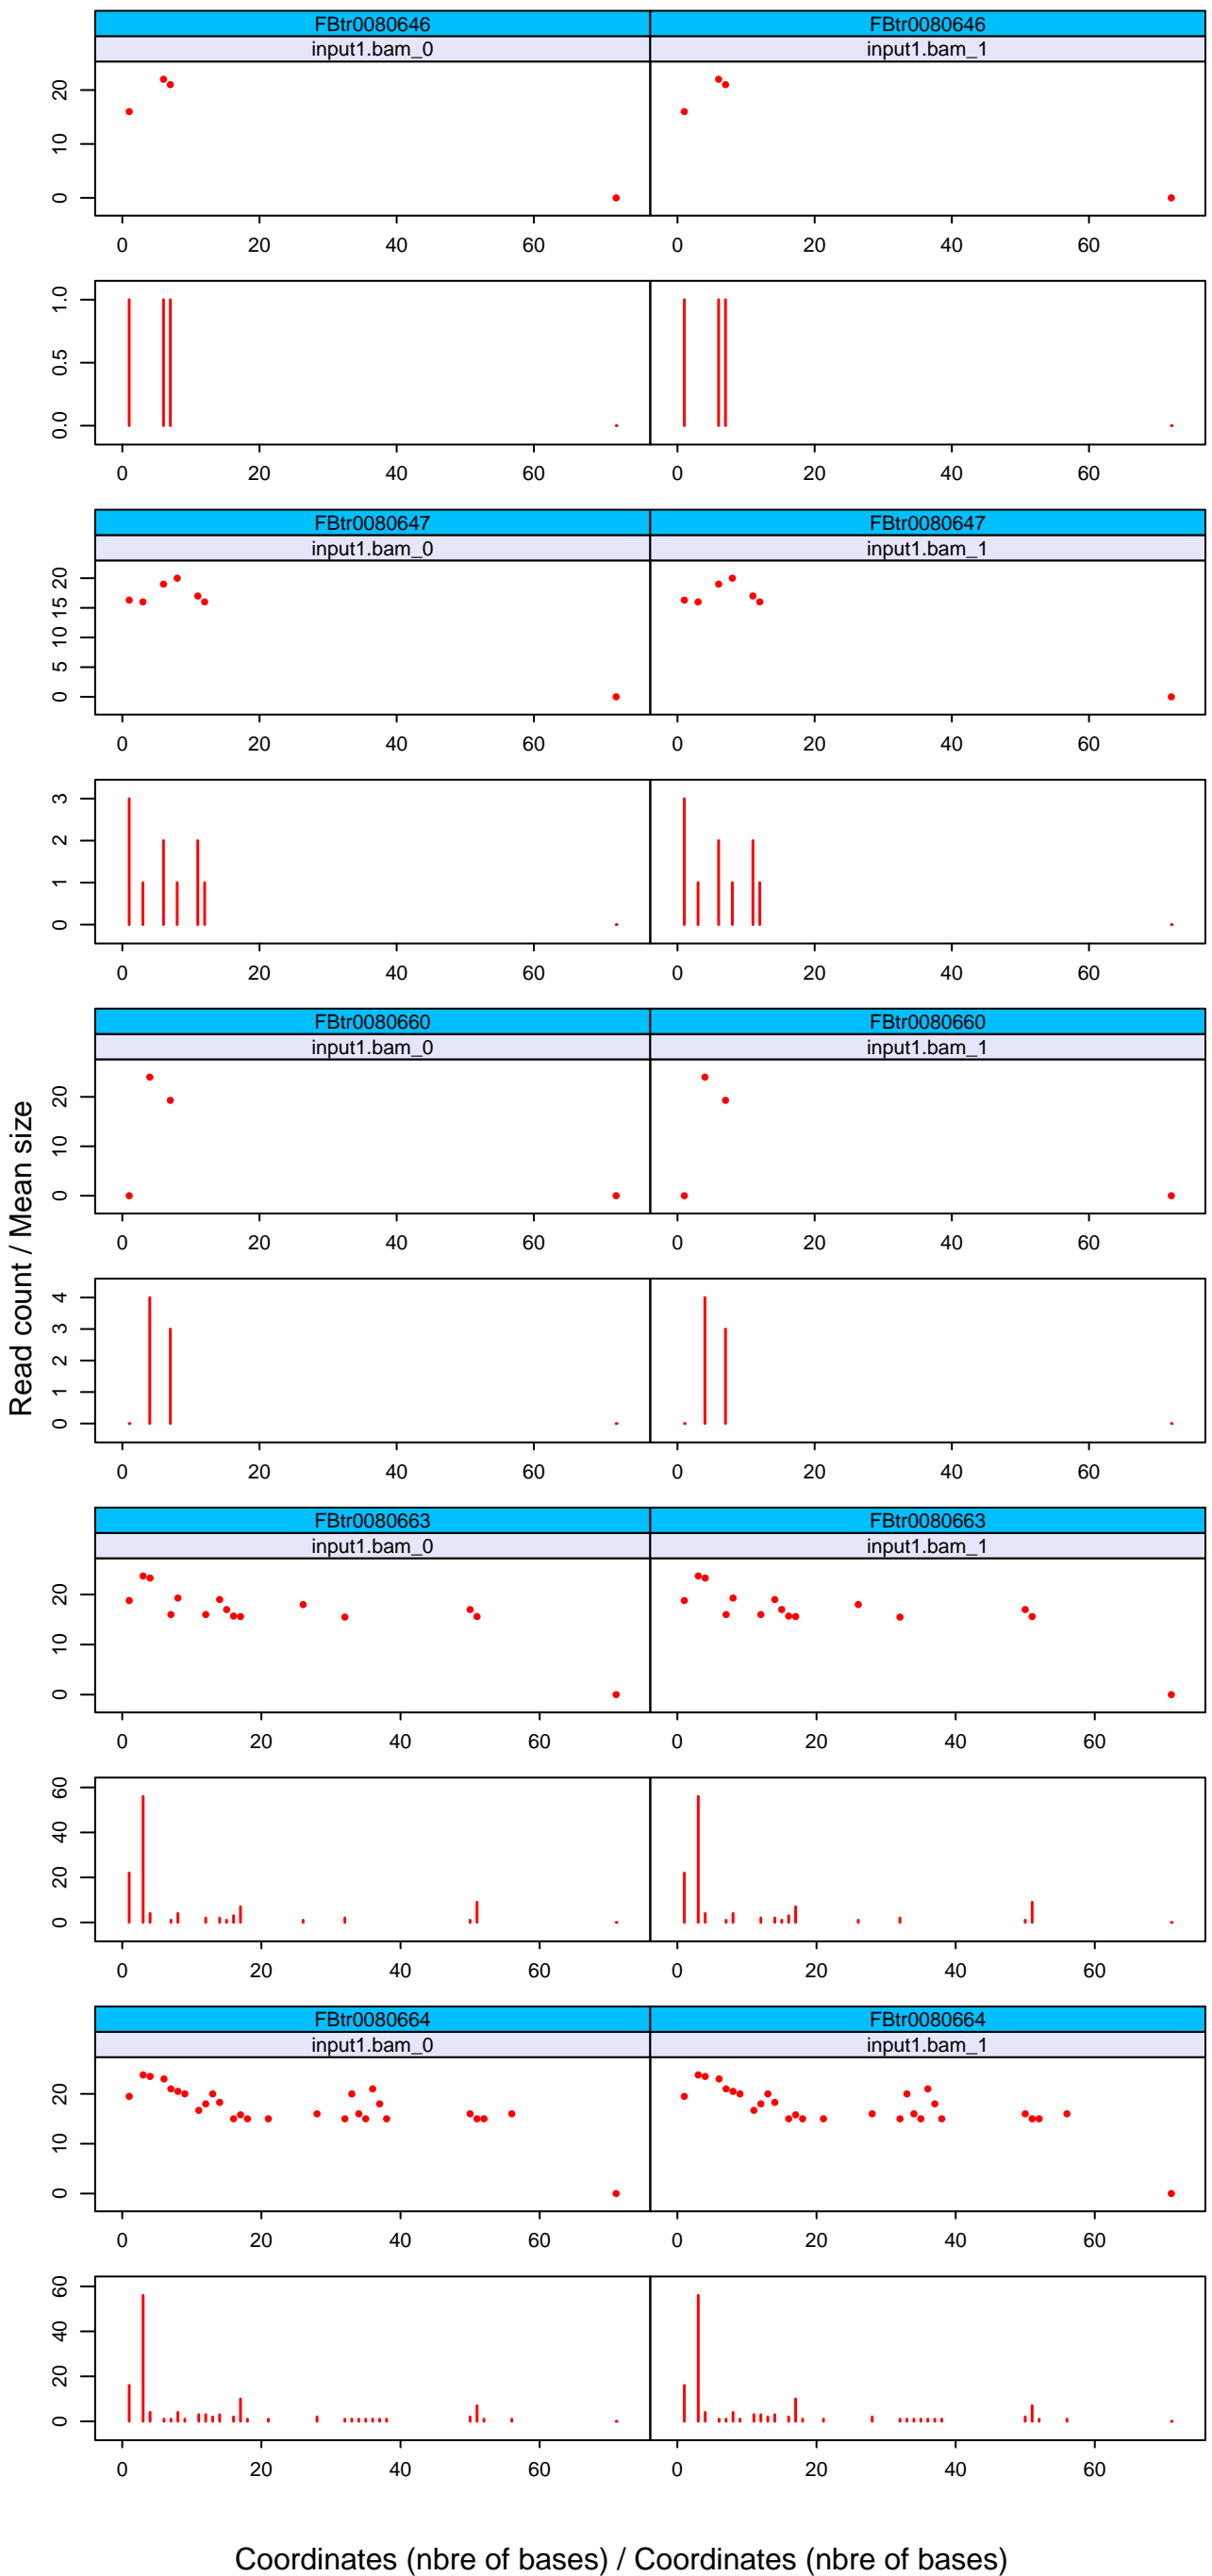 FBtr0080646 FBtr0080646
input1.bam_0 input1.bam_1
20
10
0
0 20 40 60 0 20 40 60
1.0
0.5
0.0
0 20 40 60 0 20 40 60
FBtr0080647 FBtr0080647
input1.bam_0 input1.bam_1
20
15
10
5
0
0 20 40 60 0 20 40 60
3
2
1
0
0 20 40 60 0 20 40 60
FBtr0080660 FBtr0080660
input1.bam_0 input1.bam_1
20
10
0
0 20 40 60 0 20 40 60
Read count / Mean size
4
3
2
1
0
0 20 40 60 0 20 40 60
FBtr0080663 FBtr0080663
input1.bam_0 input1.bam_1
20
10
0
0 20 40 60 0 20 40 60
60
40
20
0
0 20 40 60 0 20 40 60
FBtr0080664 FBtr0080664
input1.bam_0 input1.bam_1
20
10
0
0 20 40 60 0 20 40 60
60
40
20
0
0 20 40 60 0 20 40 60
Coordinates (nbre of bases) / Coordinates (nbre of bases)